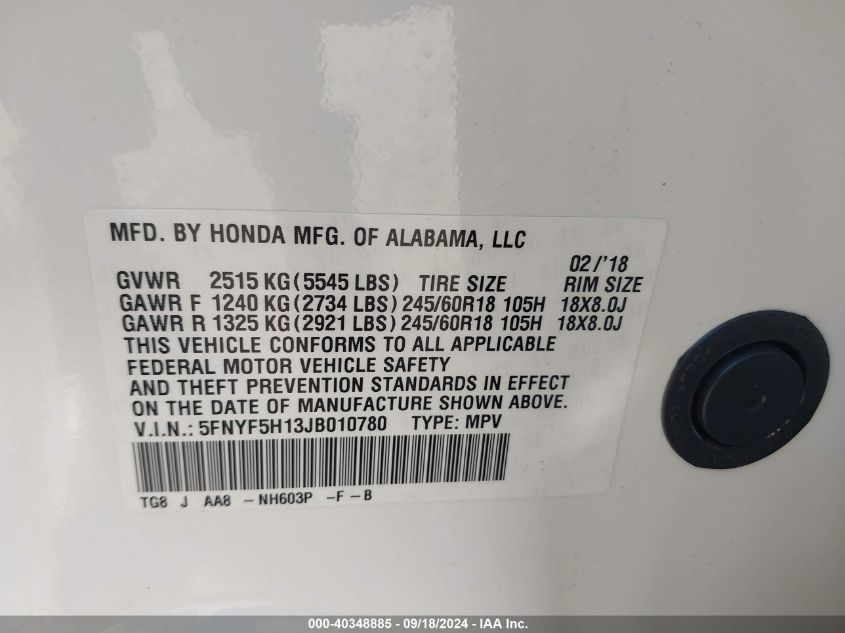 MFD. BY HONDA MFG. OF ALABAMA, LLC
02/'18
GVWR 2515 KG (5545 LBS) TIRE SIZE RIM SIZE
GAWR F 1240 KG (2734 LBS) 245/60R18 105H 18X8.0J
GAWR R 1325 KG (2921 LBS) 245/60R18 105H 18X8.0J
THIS VEHICLE CONFORMS TO ALL APPLICABLE
FEDERAL MOTOR VEHICLE SAFETY
AND THEFT PREVENTION STANDARDS IN EFFECT
ON THE DATE OF MANUFACTURE SHOWN ABOVE.
V.I.N.: 5FNYF5H13JB010780 TYPE: MPV
TG8 J AA8 -NH603P -F-B
000-40348885 - 09/18/2024 - IAA Inc.